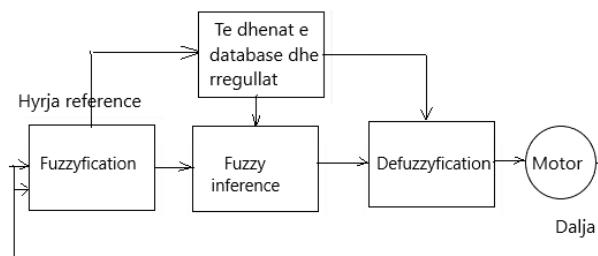 Te dhenat e
database dhe
rregullat
Hyrja reference
Fuzzyfication
Fuzzy
inference
Defuzzyfication
Motor
Dalja